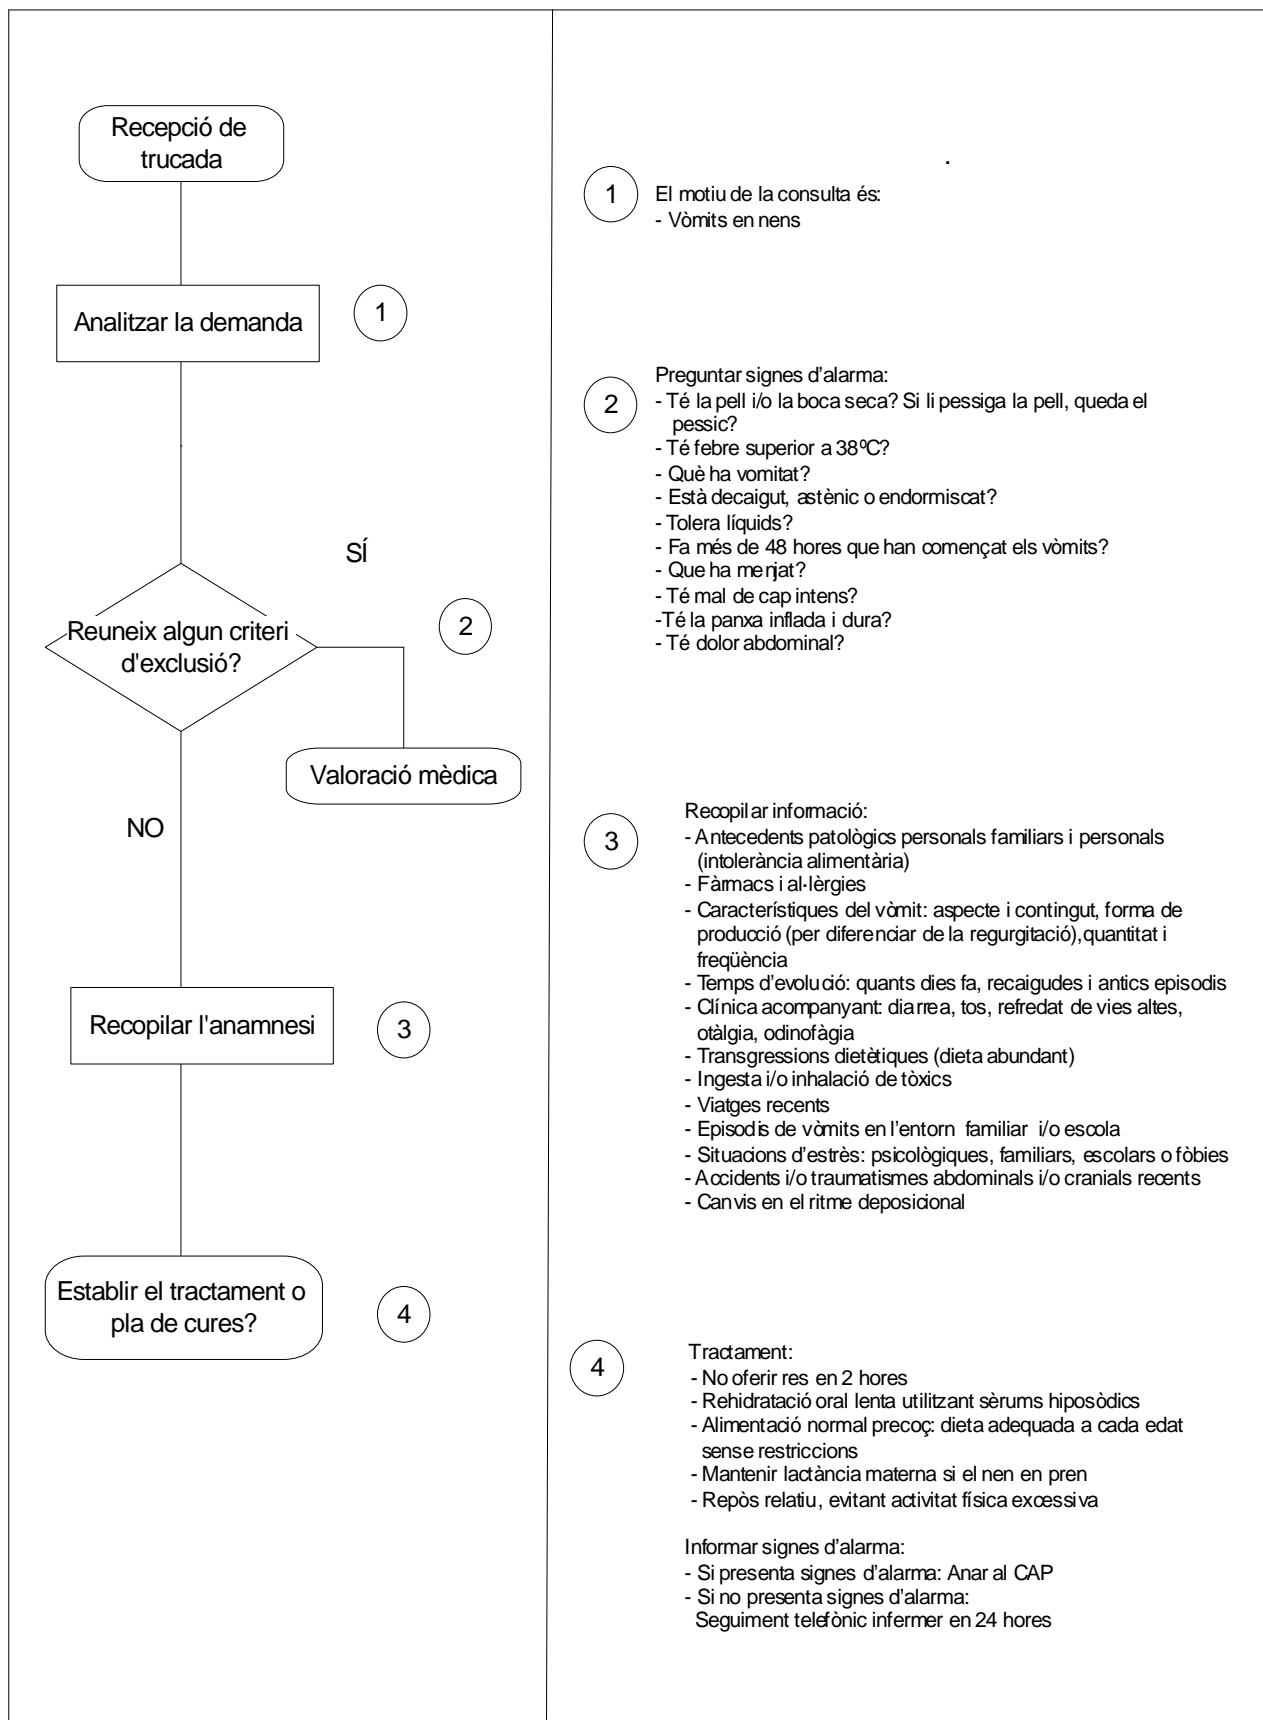 Recepció de
trucada
Analitzar la demanda
1
SÍ
Reuneix algun criteri
d'exclusió?
2
Valoració mèdica
NO
Recopilar l'anamnesi
3
Establir el tractament o
pla de cures?
4
.
1
El motiu de la consulta és:
- Vòmits en nens
2
Preguntar signes d'alarma:
- Té la pell i/o la boca seca? Si li pessiga la pell, queda el
pessic?
- Té febre superior a 38ºC?
- Què ha vomitat?
- Està decaigut, astènic o endormiscat?
- Tolera líquids?
- Fa més de 48 hores que han començat els vòmits?
- Que ha menjat?
- Té mal de cap intens?
-Té la panxa inflada i dura?
- Té dolor abdominal?
3
Recopilar informació:
- Antecedents patològics personals familiars i personals
(intolerància alimentària)
- Fàrmacs i al·lèrgies
- Característiques del vòmit: aspecte i contingut, forma de
producció (per diferenciar de la regurgitació), quantitat i
freqüència
- Temps d'evolució: quants dies fa, recaigudes i antics episodis
- Clínica acompanyant: diarrea, tos, refredat de vies altes,
otàlgia, odinofàgia
- Transgressions dietètiques (dieta abundant)
- Ingesta i/o inhalació de tòxics
- Viatges recents
- Episodis de vòmits en l'entorn familiar i/o escola
- Situacions d'estrès: psicològiques, familiars, escolars o fòbies
- Accidents i/o traumatismes abdominals i/o cranials recents
- Canvis en el ritme deposicional
4
Tractament:
- No oferir res en 2 hores
- Rehidratació oral lenta utilitzant sèrums hiposòdics
- Alimentació normal precoç: dieta adequada a cada edat
sense restriccions
- Mantenir lactància materna si el nen en pren
- Repòs relatiu, evitant activitat física excessiva
Informar signes d'alarma:
- Si presenta signes d'alarma: Anar al CAP
- Si no presenta signes d'alarma:
Seguiment telefònic infermer en 24 hores